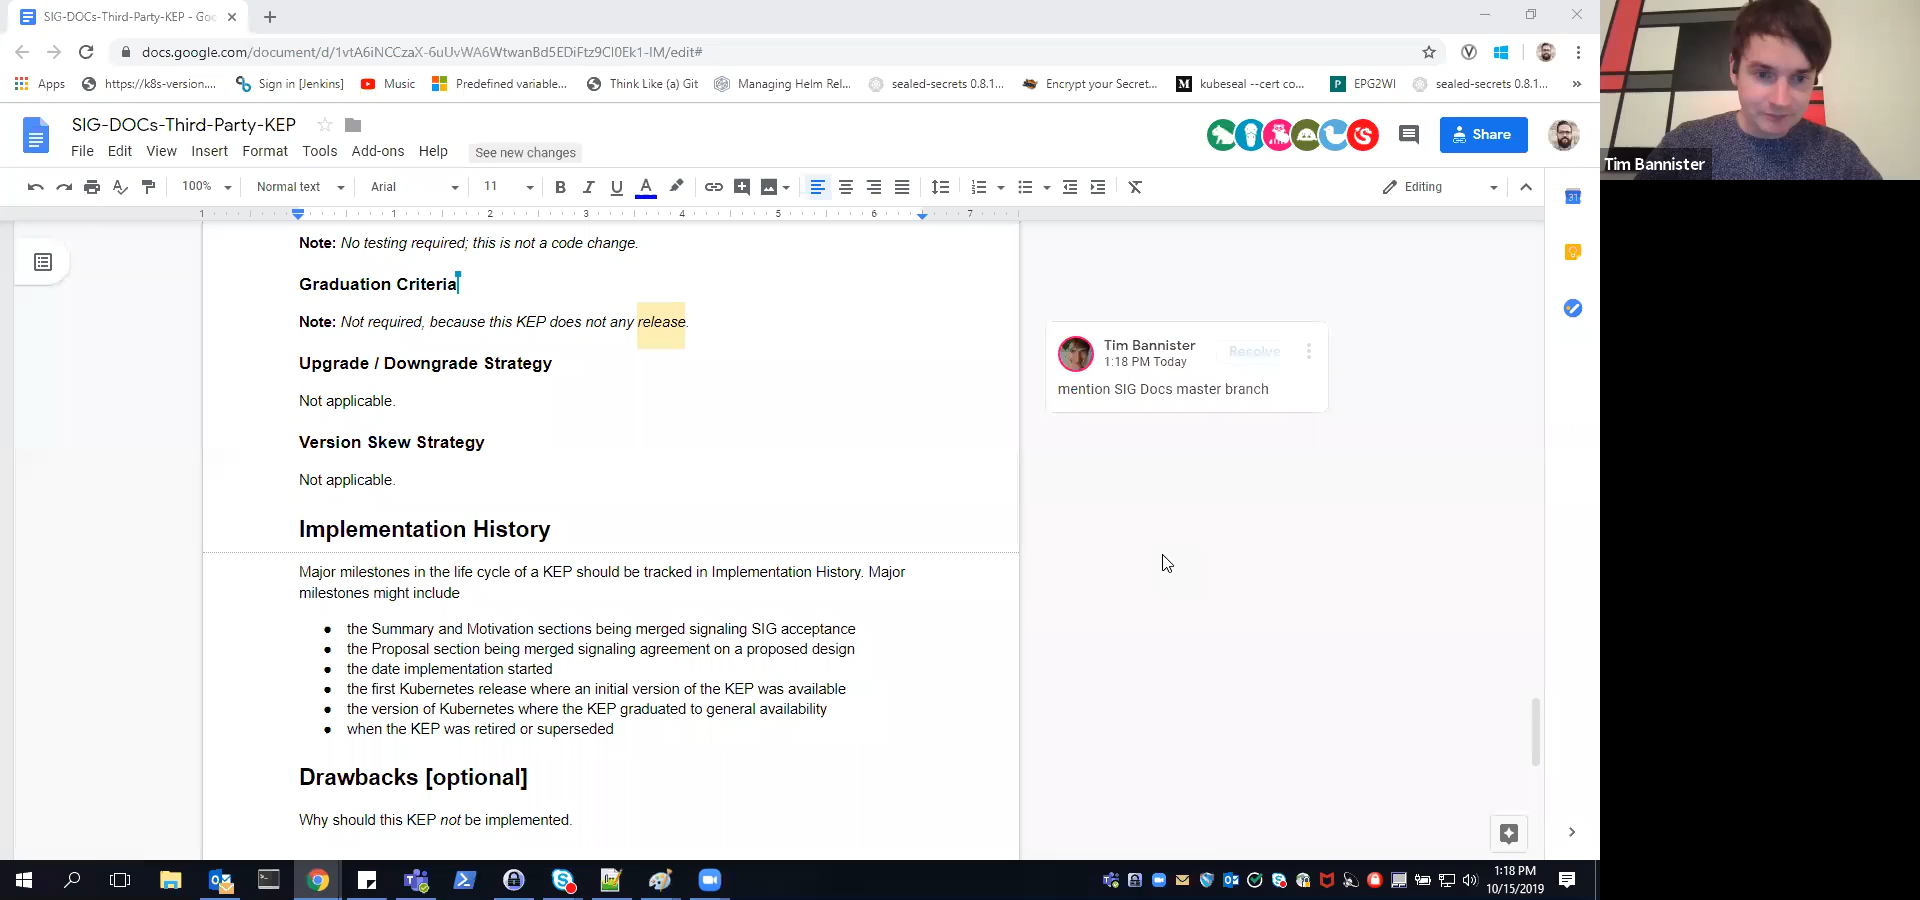 SIG-DOCs-Third-Party-KEP - Goo
docs.google.com/document/d/1vtA6iNCCzaX-6uUvWA6WtwanBd5EDiFtz9Cl0Ek1-IM/edit#
Apps https://k8s-version.... Sign in [Jenkins] Music Predefined variable... Think Like (a) Git Managing Helm Rel... sealed-secrets 0.8.1... Encrypt your Secret... kubeseal --cert co... EPG2WI sealed-secrets 0.8.1... »
SIG-DOCs-Third-Party-KEP
File Edit View Insert Format Tools Add-ons Help See new changes
Share
100% Normal text Arial 11 Editing
1 1 2 3 4 5 6 7
Note: No testing required; this is not a code change.
Graduation Criteria
Note: Not required, because this KEP does not any release.
Upgrade / Downgrade Strategy
Not applicable.
Version Skew Strategy
Not applicable.
Implementation History
Major milestones in the life cycle of a KEP should be tracked in Implementation History. Major
milestones might include
● the Summary and Motivation sections being merged signaling SIG acceptance
● the Proposal section being merged signaling agreement on a proposed design
● the date implementation started
● the first Kubernetes release where an initial version of the KEP was available
● the version of Kubernetes where the KEP graduated to general availability
● when the KEP was retired or superseded
Drawbacks [optional]
Why should this KEP not be implemented.
Tim Bannister
1:18 PM Today
Resolve
mention SIG Docs master branch
Tim Bannister
31
1:18 PM
10/15/2019